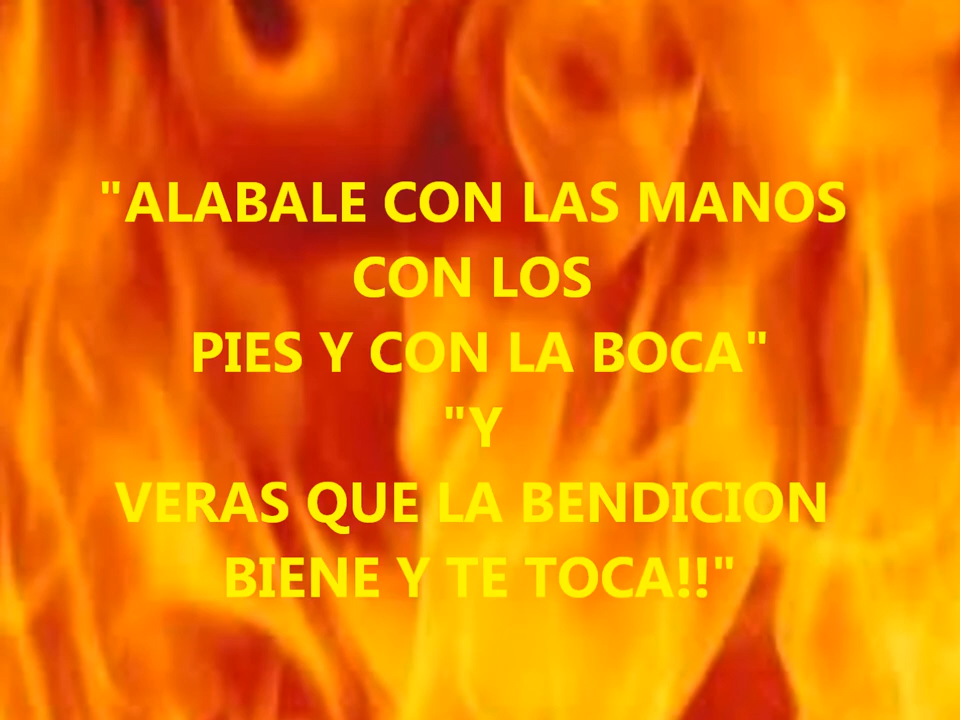 "ALABALE CON LAS MANOS
CON LOS
PIES Y CON LA BOCA"
"Y
VERAS QUE LA BENDICION
BIENE Y TE TOCA!!"